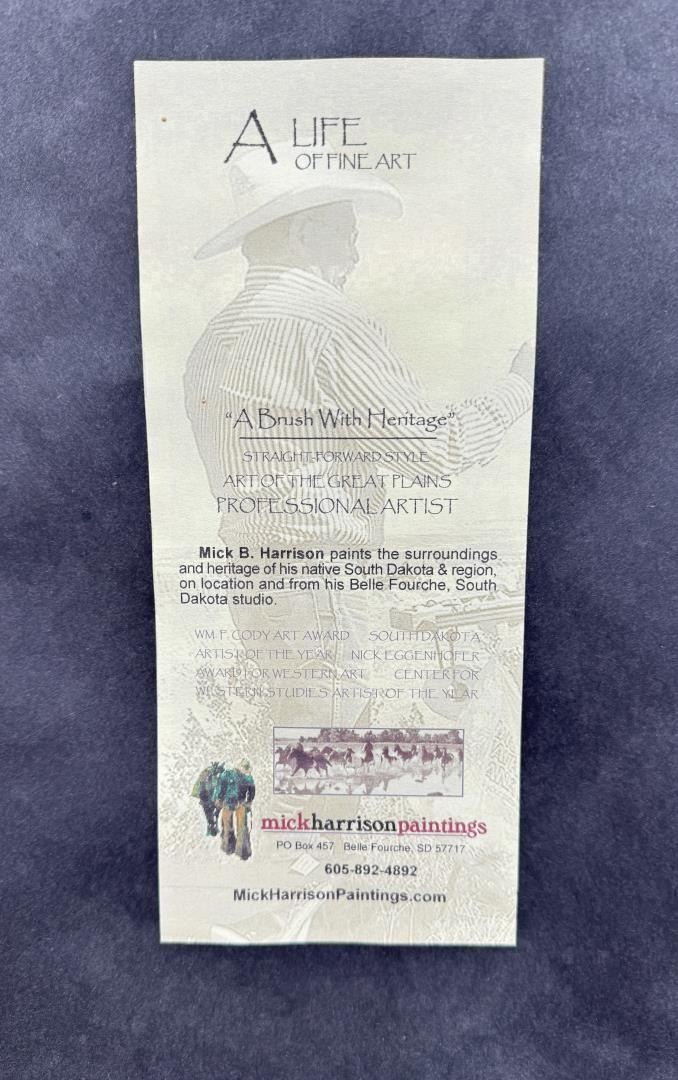 A LIFE
OF FINE ART
“A Brush With Heritage”
STRAIGHT-FORWARD STYLE
ART OF THE GREAT PLAINS
PROFESSIONAL ARTIST
Mick B. Harrison paints the surroundings
and heritage of his native South Dakota & region,
on location and from his Belle Fourche, South
Dakota studio.
WM F. CODY ART AWARD SOUTH DAKOTA
ARTIST OF THE YEAR NICK EGGENHOFER
AWARD FOR WESTERN ART CENTER FOR
WESTERN STUDIES ARTIST OF THE YEAR
mickharrisonpaintings
PO Box 457 Belle Fourche, SD 57717
605-892-4892
MickHarrisonPaintings.com